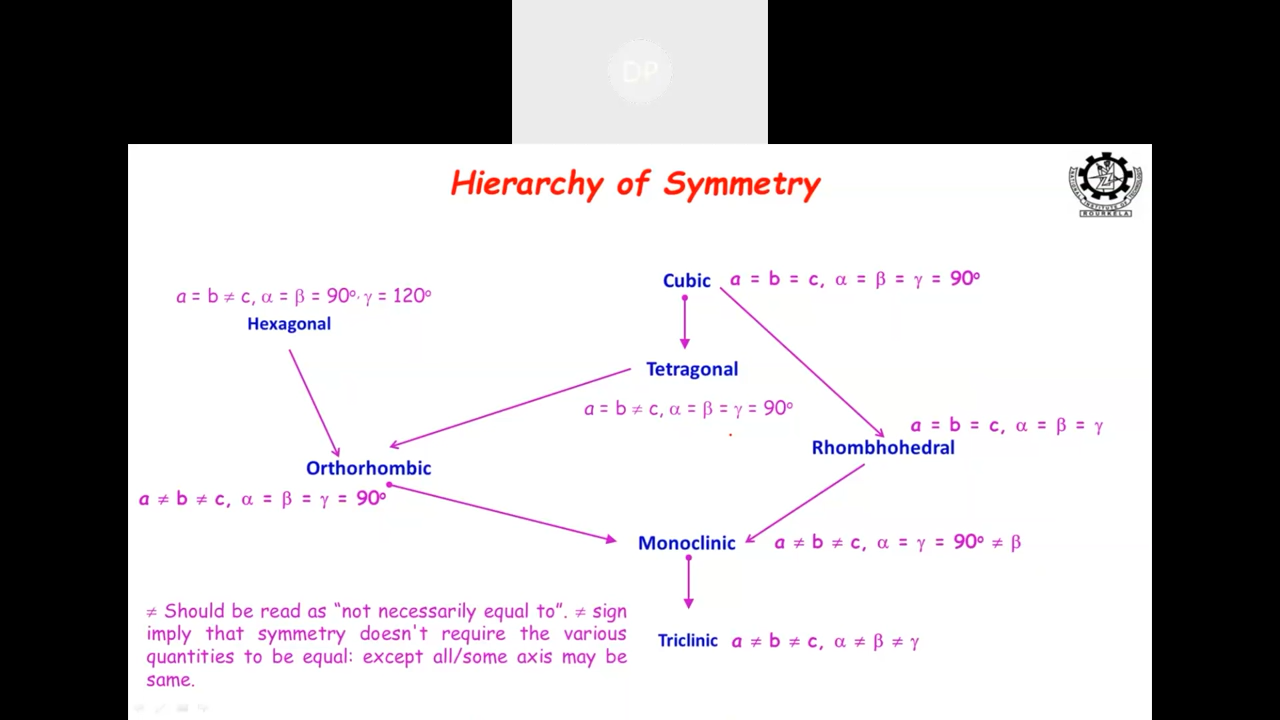 DP
Hierarchy of Symmetry
ROURKELA
Cubic a = b = c, α = β = γ = 90°
a = b ≠ c, α = β = 90°, γ = 120°
Hexagonal
Tetragonal
a = b ≠ c, α = β = γ = 90°
a = b = c, α = β = γ
Rhombhohedral
Orthorhombic
a ≠ b ≠ c, α = β = γ = 90°
Monoclinic a ≠ b ≠ c, α = γ = 90° ≠ β
≠ Should be read as “not necessarily equal to”. ≠ sign
imply that symmetry doesn't require the various
quantities to be equal: except all/some axis may be
same.
Triclinic a ≠ b ≠ c, α ≠ β ≠ γ